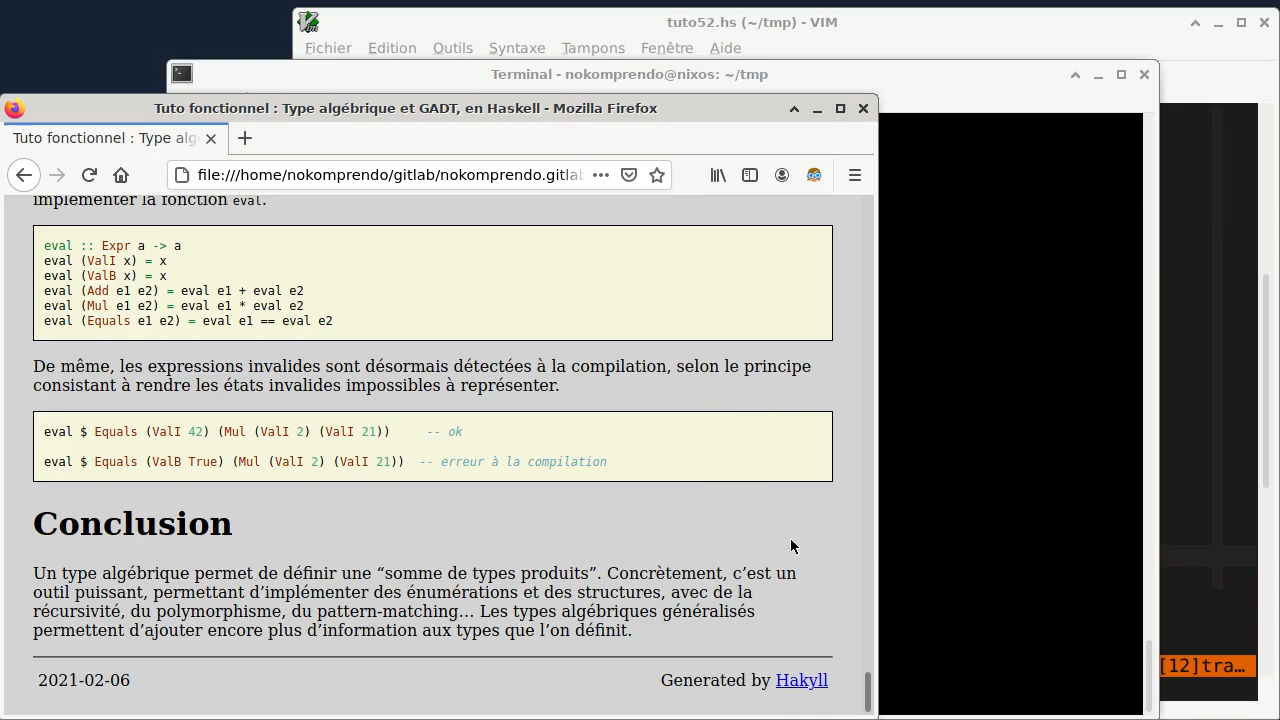 tuto52.hs (~/tmp) - VIM
Fichier Edition Outils Syntaxe Tampons Fenêtre Aide
Terminal - nokomprendo@nixos: ~/tmp
Tuto fonctionnel : Type algébrique et GADT, en Haskell - Mozilla Firefox
Tuto fonctionnel : Type alg
file:///home/nokomprendo/gitlab/nokomprendo.gitla
implémenter la fonction eval.
eval :: Expr a -> a
eval (ValI x) = x
eval (ValB x) = x
eval (Add e1 e2) = eval e1 + eval e2
eval (Mul e1 e2) = eval e1 * eval e2
eval (Equals e1 e2) = eval e1 == eval e2
De même, les expressions invalides sont désormais détectées à la compilation, selon le principe
consistant à rendre les états invalides impossibles à représenter.
eval $ Equals (ValI 42) (Mul (ValI 2) (ValI 21)) -- ok
eval $ Equals (ValB True) (Mul (ValI 2) (ValI 21)) -- erreur à la compilation
Conclusion
Un type algébrique permet de définir une “somme de types produits”. Concrètement, c’est un
outil puissant, permettant d’implémenter des énumérations et des structures, avec de la
récursivité, du polymorphisme, du pattern-matching… Les types algébriques généralisés
permettent d’ajouter encore plus d’information aux types que l’on définit.
[12]tra…
2021-02-06 Generated by Hakyll